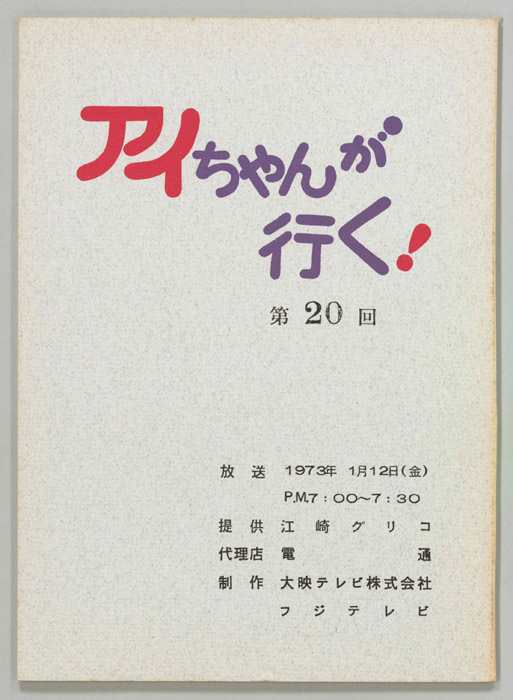 アイちゃんが
行く!
第 20 回
放送 1973年 1月12日(金)
P.M.7:00~7:30
提供 江崎グリコ
代理店 電通
制作 大映テレビ株式会社
フジテレビ